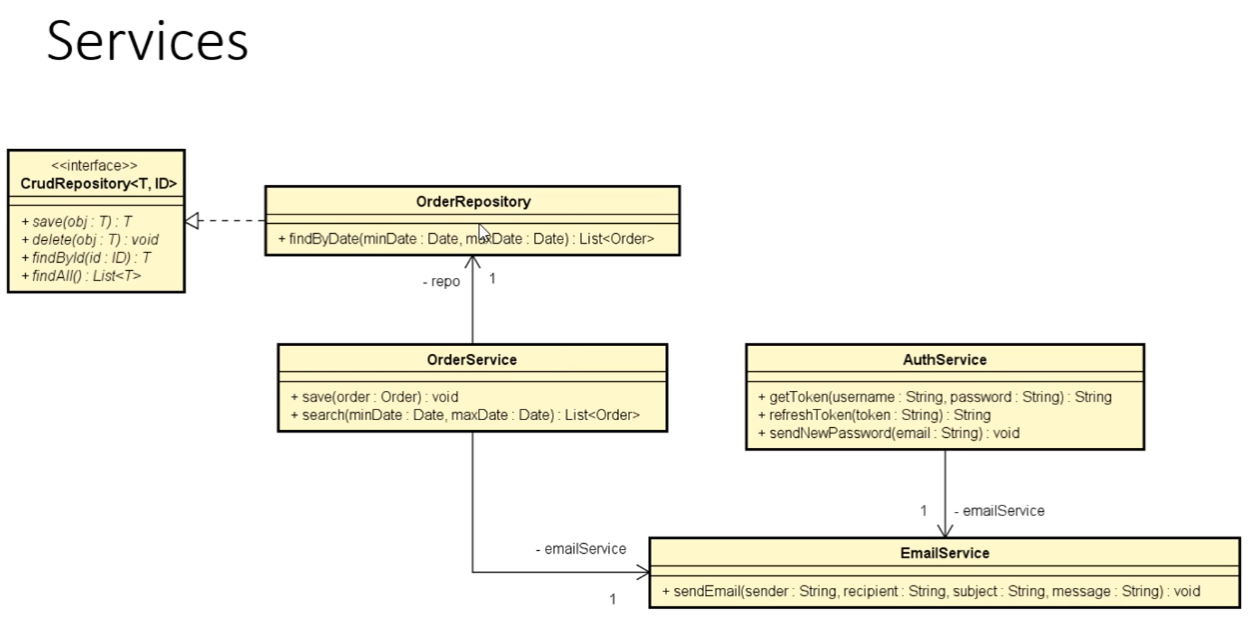 Services
<<interface>>
CrudRepository<T, ID>
+ save(obj : T) : T
+ delete(obj : T) : void
+ findById(id : ID) : T
+ findAll() : List<T>
OrderRepository
+ findByDate(minDate : Date, maxDate : Date) : List<Order>
- repo
1
OrderService
+ save(order : Order) : void
+ search(minDate : Date, maxDate : Date) : List<Order>
AuthService
+ getToken(username : String, password : String) : String
+ refreshToken(token : String) : String
+ sendNewPassword(email : String) : void
1
- emailService
- emailService
1
EmailService
+ sendEmail(sender : String, recipient : String, subject : String, message : String) : void